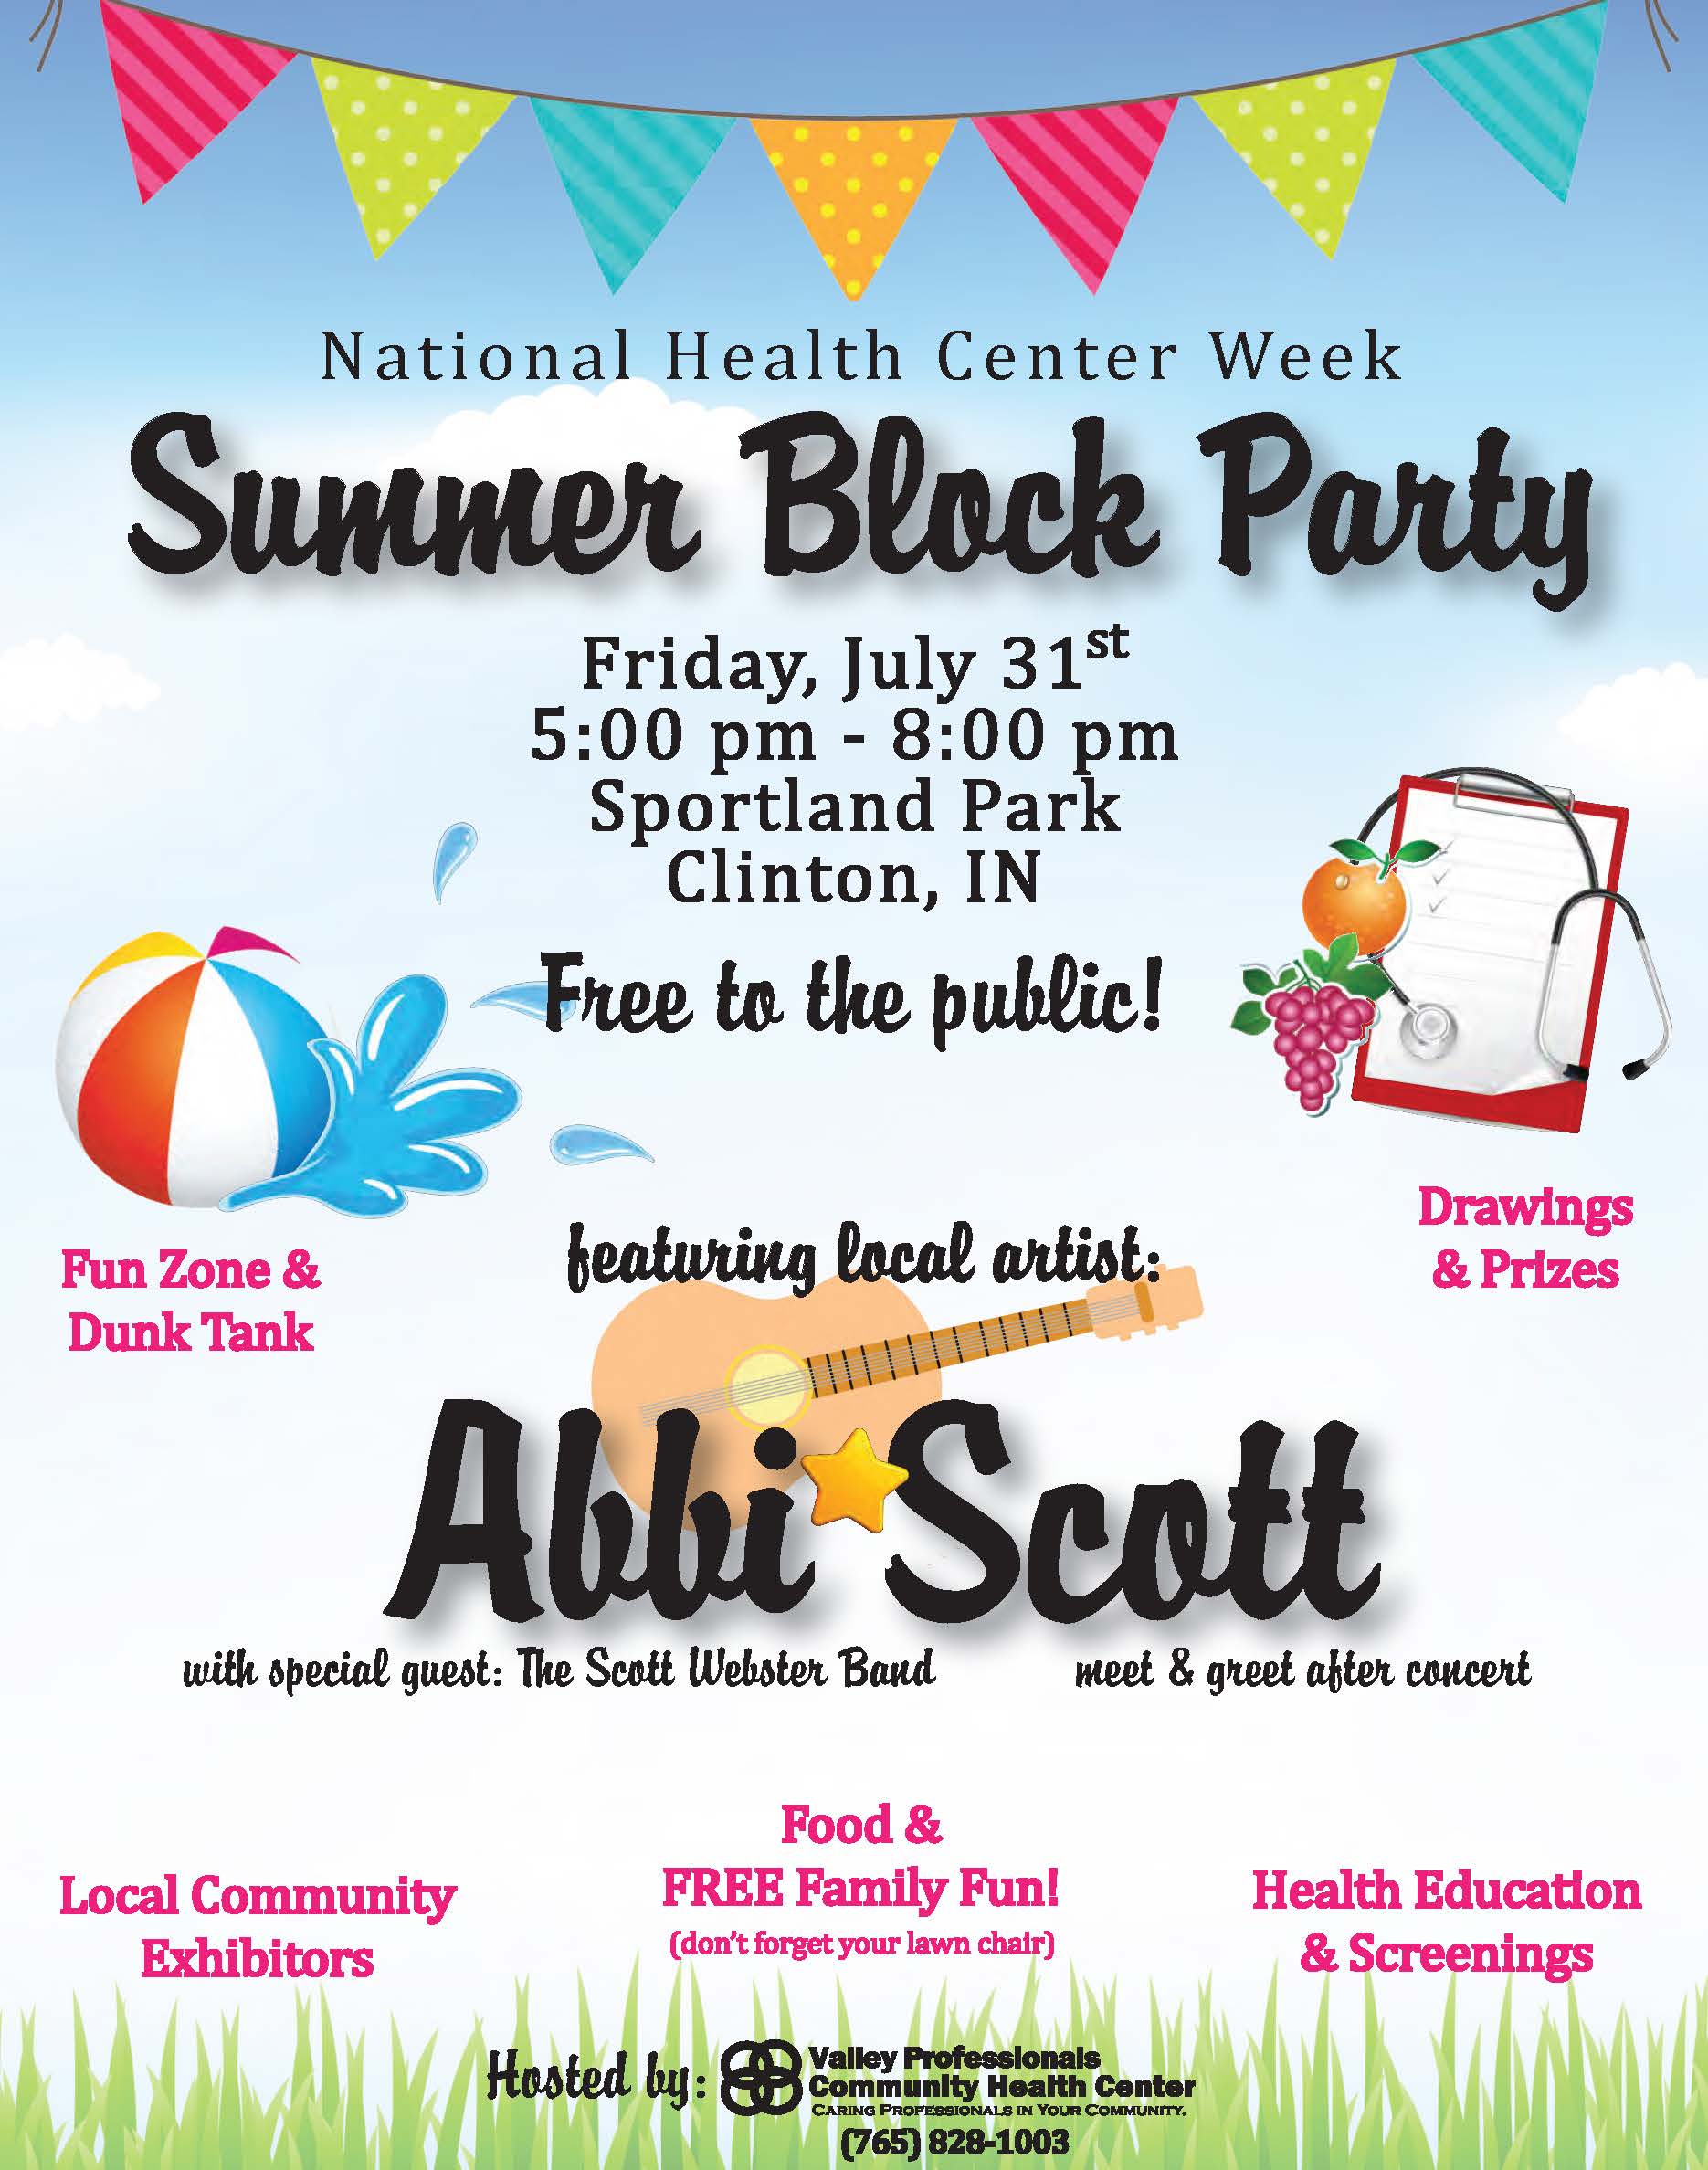 National Health Center Week
Summer Block Party
Friday, July 31st
5:00 pm - 8:00 pm
Sportland Park
Clinton, IN
Free to the public!
Fun Zone &
Dunk Tank
Drawings
& Prizes
featuring local artist:
Abbi Scott
with special guest: The Scott Webster Band
meet & greet after concert
Local Community
Exhibitors
Food &
FREE Family Fun!
(don't forget your lawn chair)
Health Education
& Screenings
Hosted by:
Valley Professionals
Community Health Center
CARING PROFESSIONALS IN YOUR COMMUNITY.
(765) 828-1003